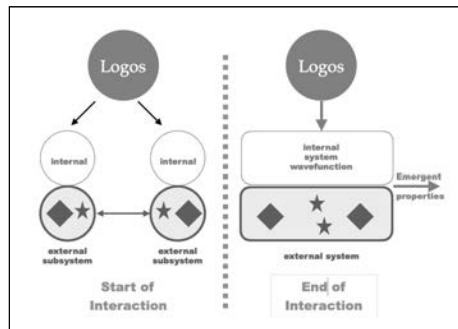 Logos
internal
internal
external
subsystem
external
subsystem
Start of
Interaction
Logos
internal
system
wavefunction
Emergent
properties
external system
End of
Interaction